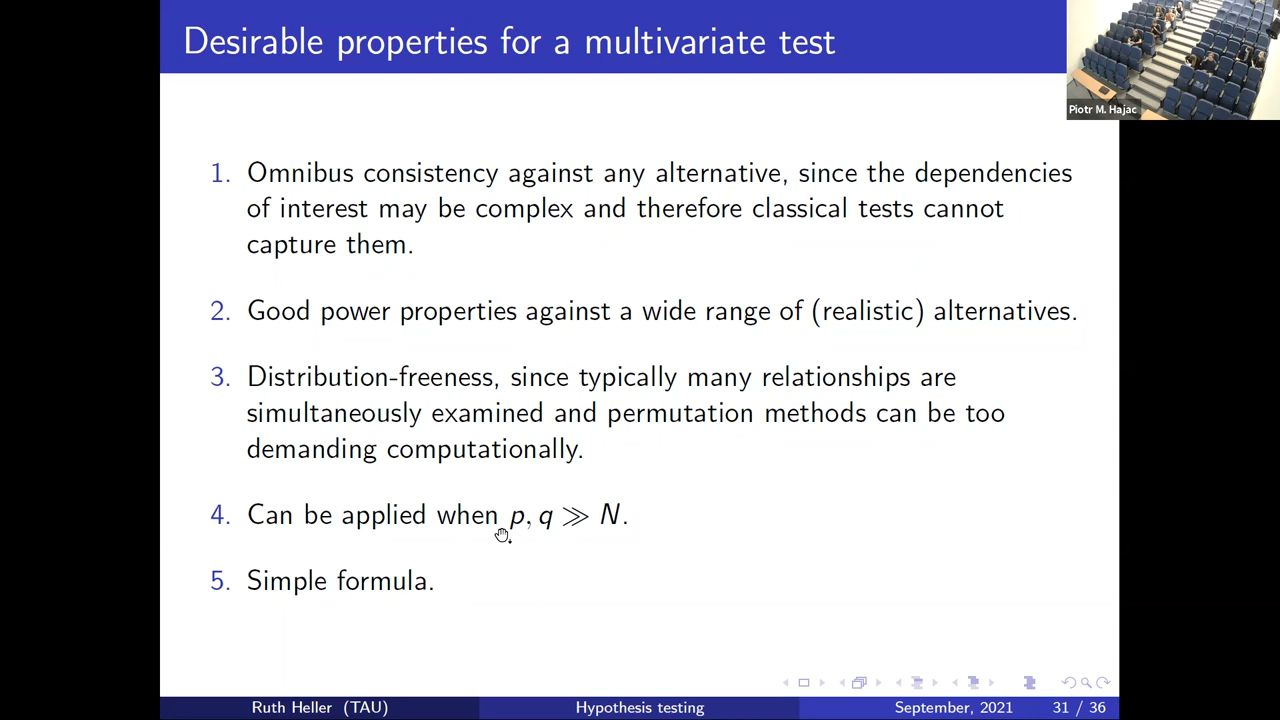 Desirable properties for a multivariate test
Piotr M. Hajac
1. Omnibus consistency against any alternative, since the dependencies
of interest may be complex and therefore classical tests cannot
capture them.
2. Good power properties against a wide range of (realistic) alternatives.
3. Distribution-freeness, since typically many relationships are
simultaneously examined and permutation methods can be too
demanding computationally.
4. Can be applied when p, q ≫ N.
5. Simple formula.
Ruth Heller (TAU) Hypothesis testing September, 2021 31 / 36